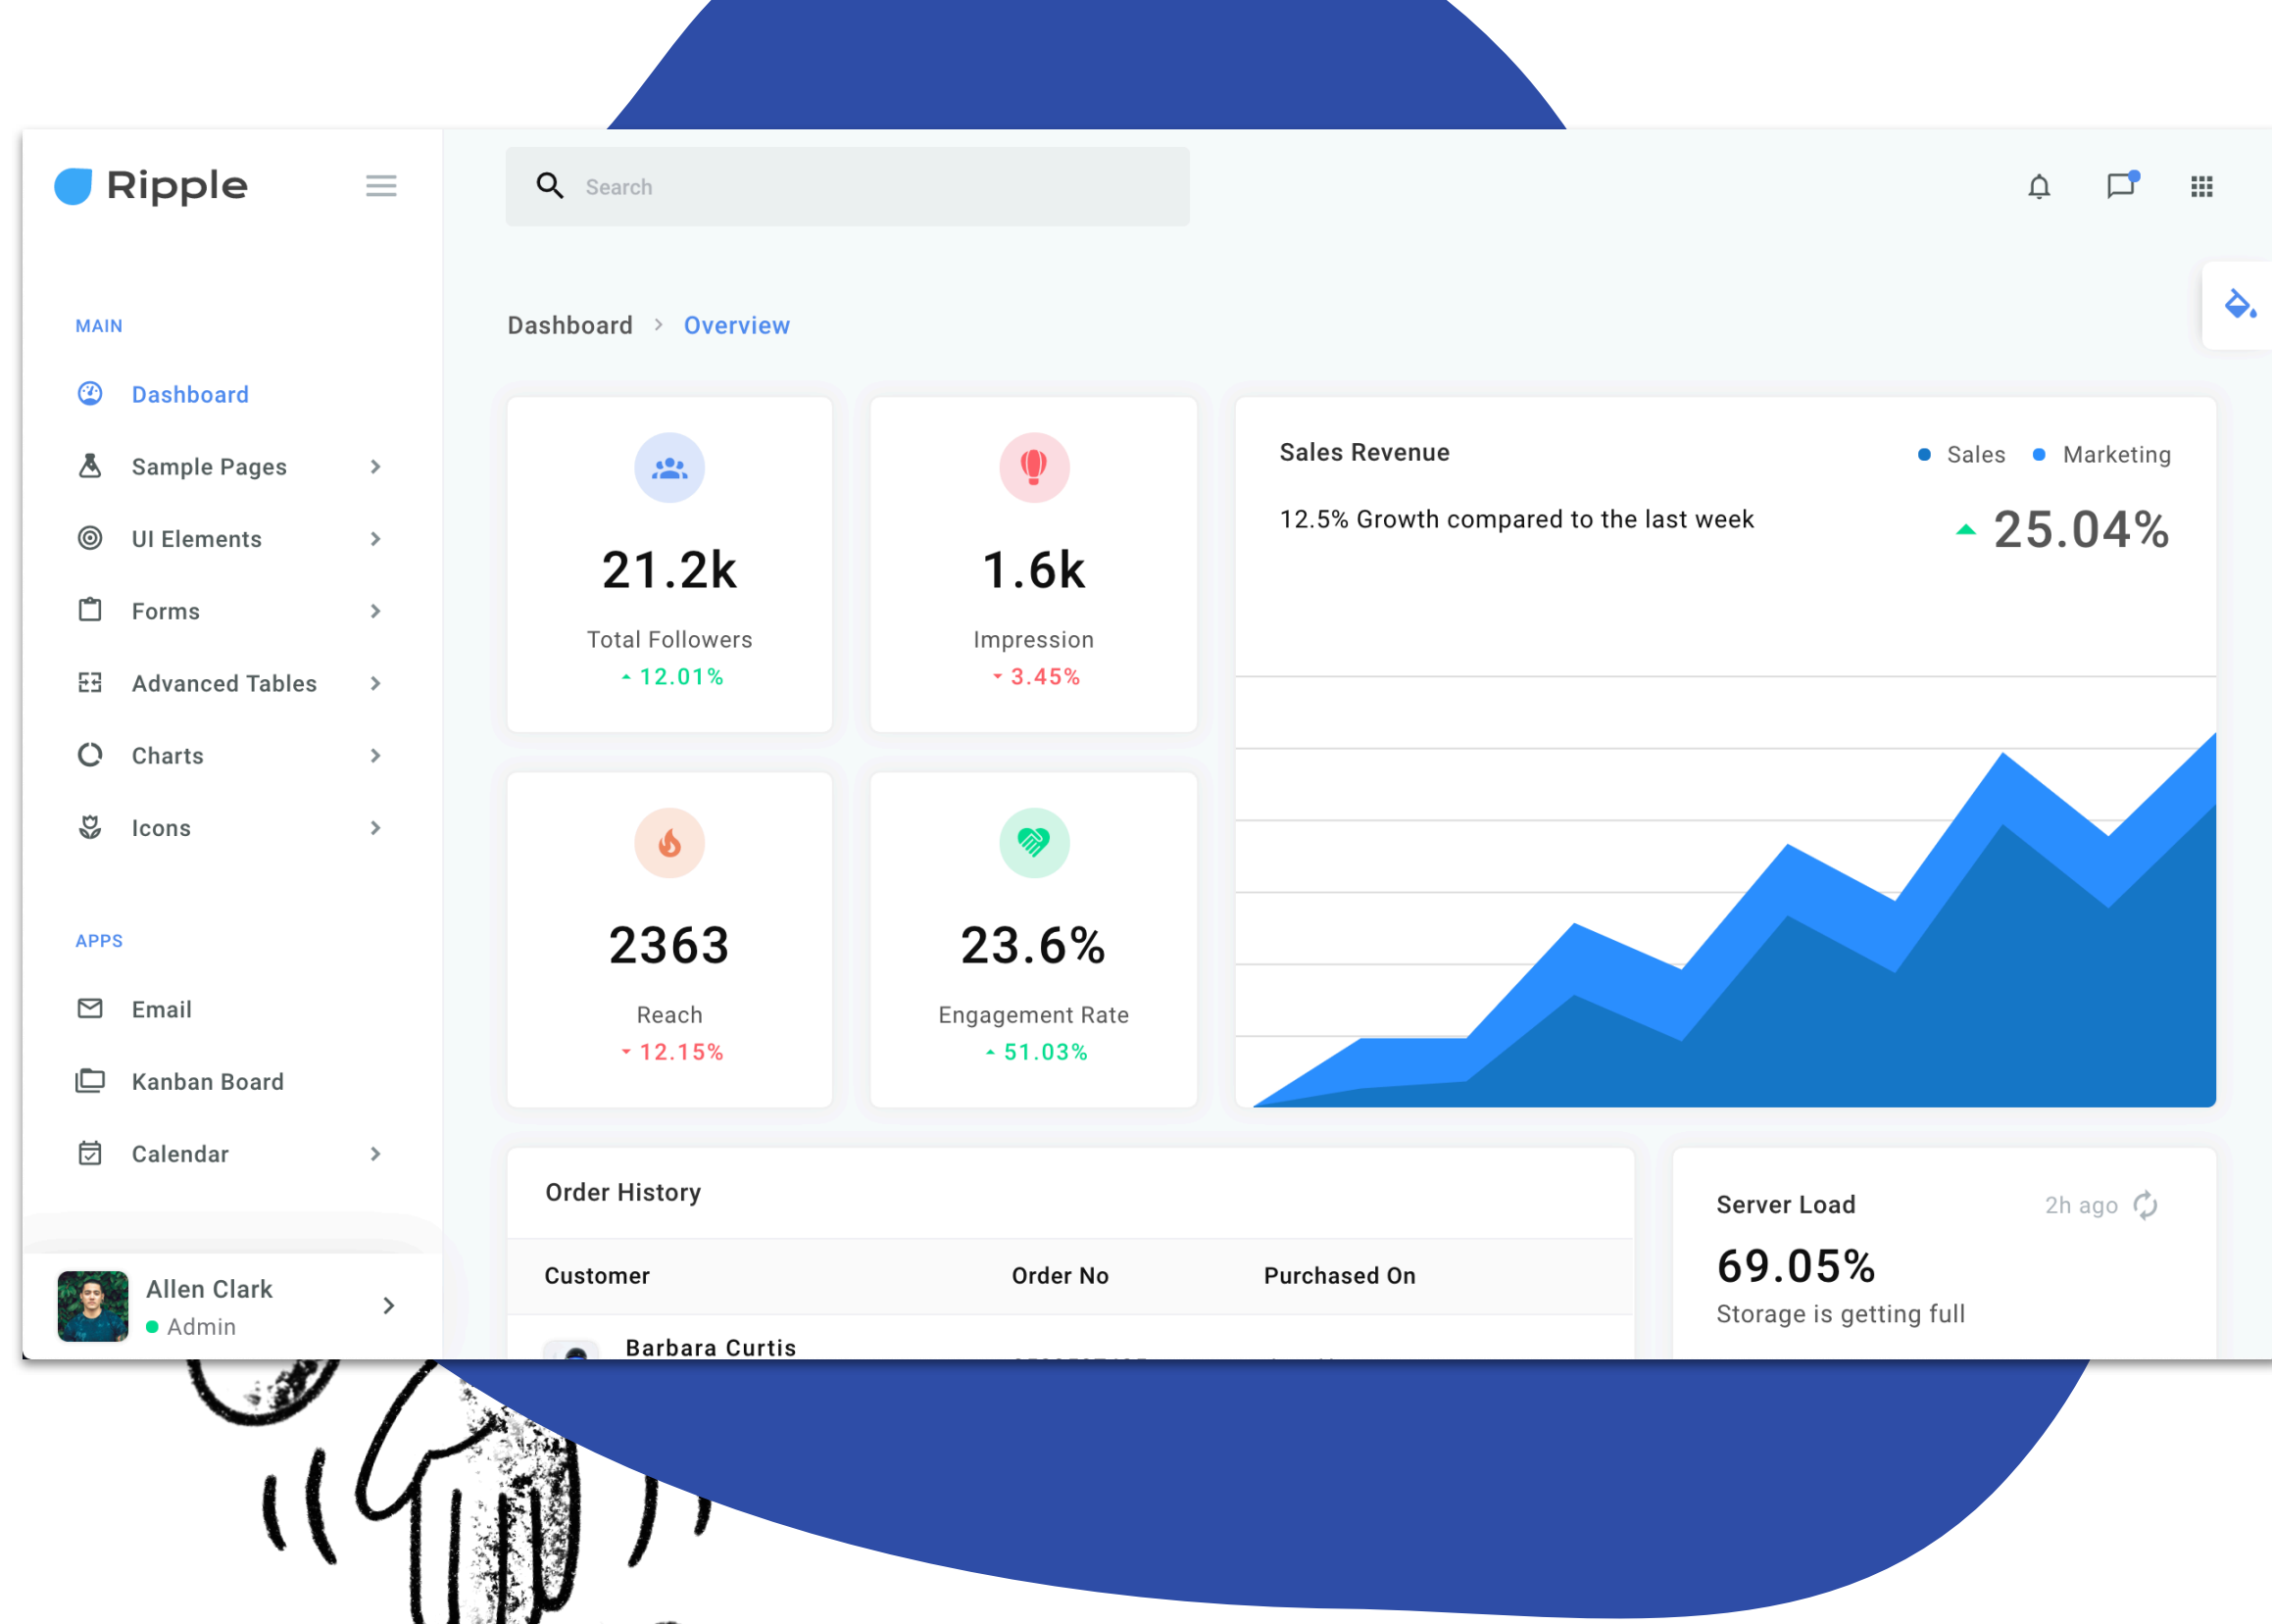 Ripple
Search
MAIN
Dashboard
Sample Pages
UI Elements
Forms
Advanced Tables
Charts
Icons
APPS
Email
Kanban Board
Calendar
Allen Clark
Admin
Dashboard
Overview
21.2k
Total Followers
12.01%
1.6k
Impression
3.45%
2363
Reach
12.15%
23.6%
Engagement Rate
51.03%
Sales Revenue
Sales
Marketing
12.5% Growth compared to the last week
25.04%
Order History
Customer
Order No
Purchased On
Barbara Curtis
Server Load
2h ago
69.05%
Storage is getting full